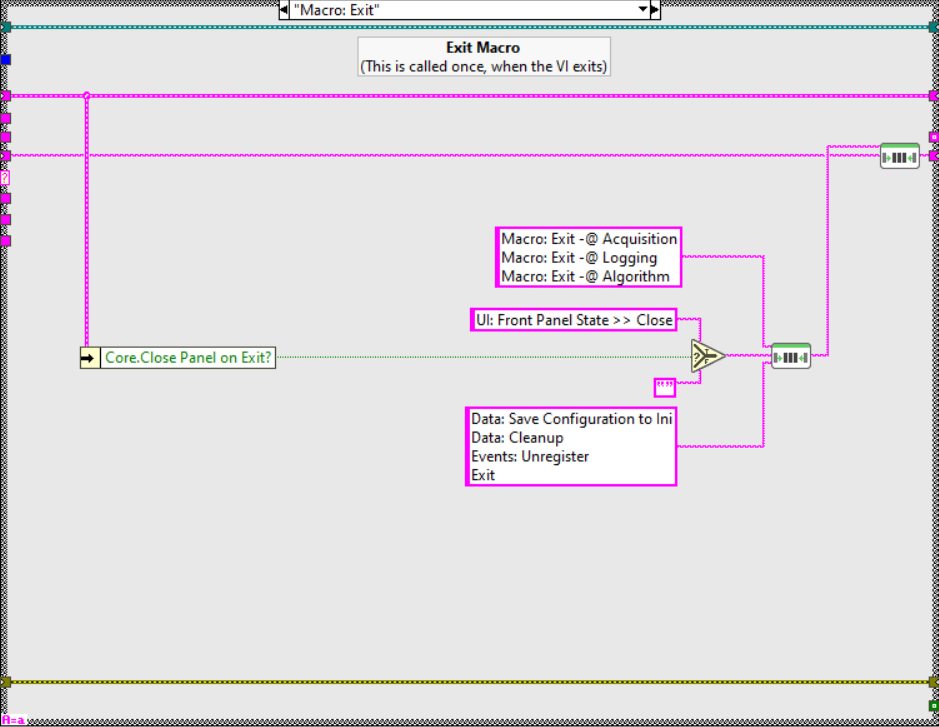 "Macro: Exit"
Exit Macro
(This is called once, when the VI exits)
?
Macro: Exit -@ Acquisition
Macro: Exit -@ Logging
Macro: Exit -@ Algorithm
UI: Front Panel State >> Close
Core.Close Panel on Exit?
? T F
""
Data: Save Configuration to Ini
Data: Cleanup
Events: Unregister
Exit
A=a